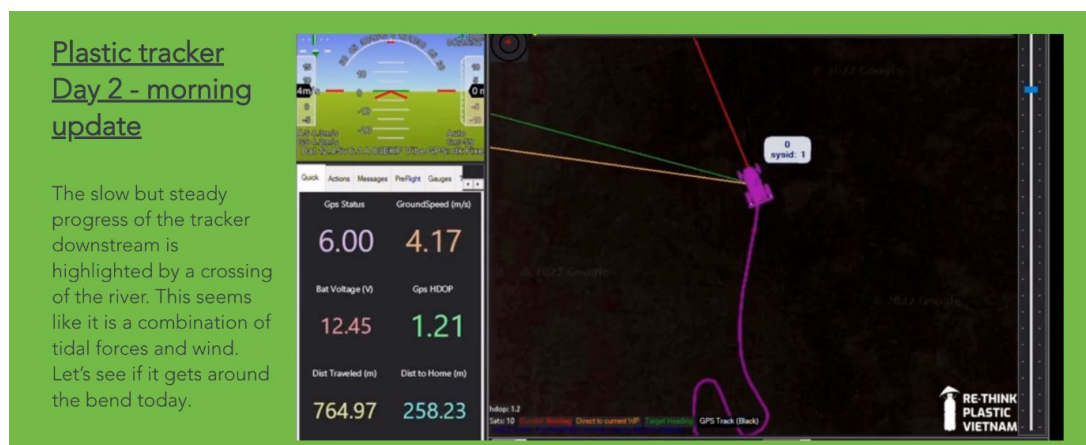 Plastic tracker
Day 2 - morning
update
The slow but steady
progress of the tracker
downstream is
highlighted by a crossing
of the river. This seems
like it is a combination of
tidal forces and wind.
Let's see if it gets around
the bend today.
Quick Actions Messages PreFlight Gauges
Gps Status GroundSpeed (m/s)
6.00 4.17
Bat Voltage (V) Gps HDOP
12.45 1.21
Dist Traveled (m) Dist to Home (m)
764.97 258.23
0
sysid: 1
© 2022 Google
hdop: 1.2
Sats: 10 Current Heading Direct to current WP Target Heading GPS Track (Black)
RE-THINK
PLASTIC
VIETNAM